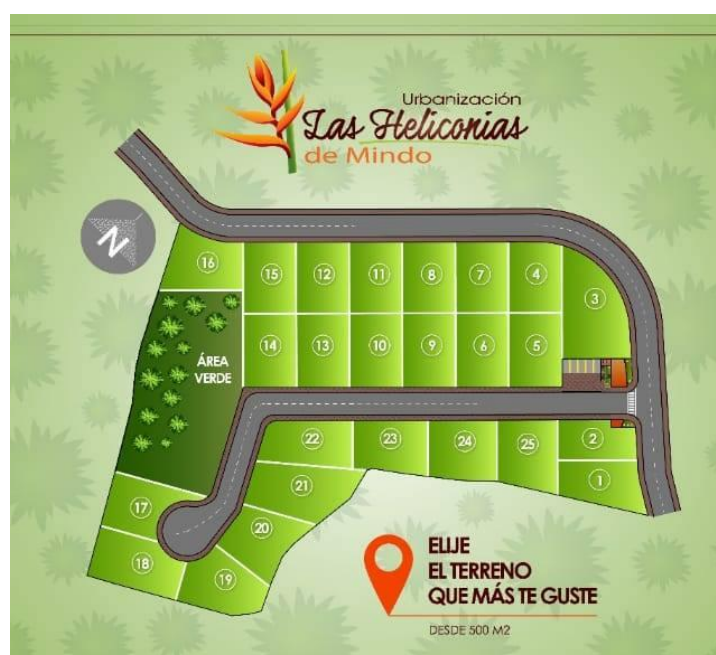 Urbanización
Las Heliconias
de Mindo
N
16
15
12
11
8
7
4
3
14
13
10
9
6
5
ÁREA
VERDE
22
23
24
25
2
1
21
17
20
18
19
ELIJE
EL TERRENO
QUE MÁS TE GUSTE
DESDE 500 M2